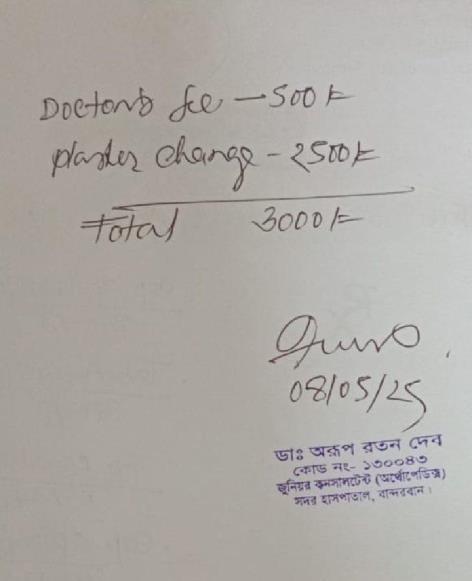 Doctor's fee - 500/=
plaster change - 2500/=
Total 3000/=
08/05/25
ডাঃ অরূপ রতন দেব
কোড নং- ১৩০০৪৩
জুনিয়র কনসালটেন্ট (অর্থোপেডিক্স)
সদর হাসপাতাল, বান্দরবান।